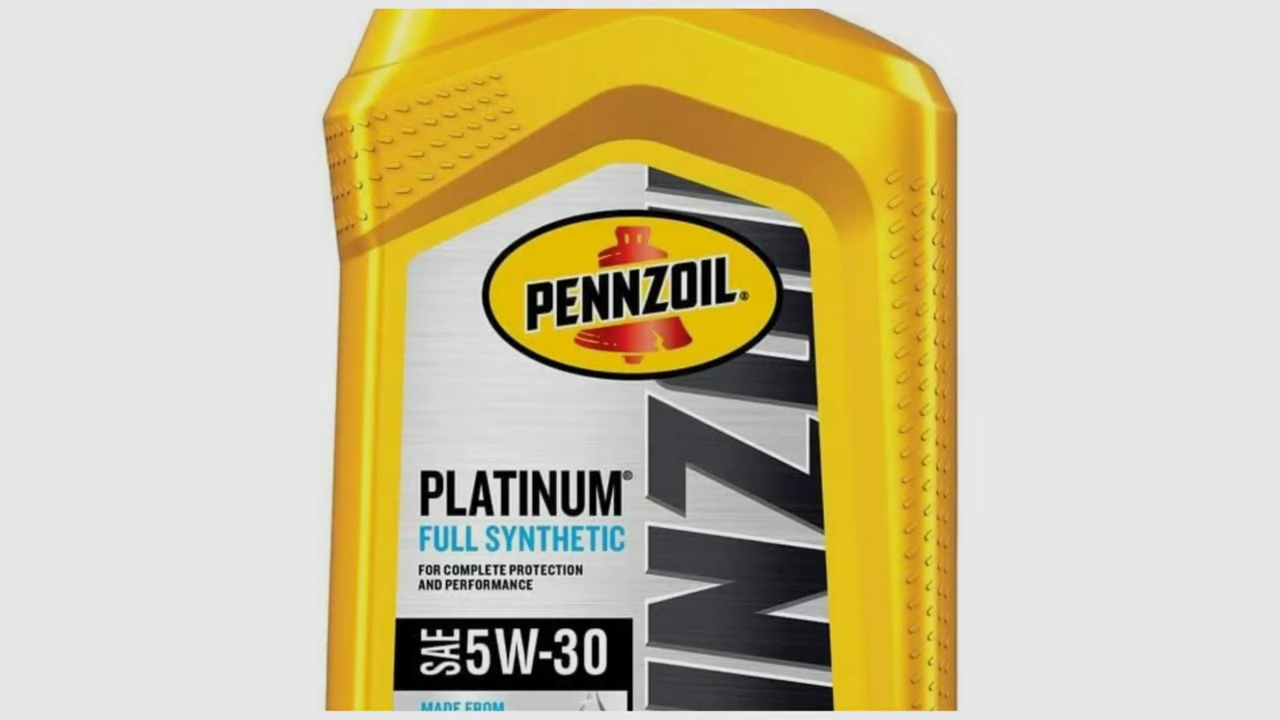 PENNZOIL®
PLATINUM®
FULL SYNTHETIC
FOR COMPLETE PROTECTION
AND PERFORMANCE
SAE 5W-30
MADE FROM